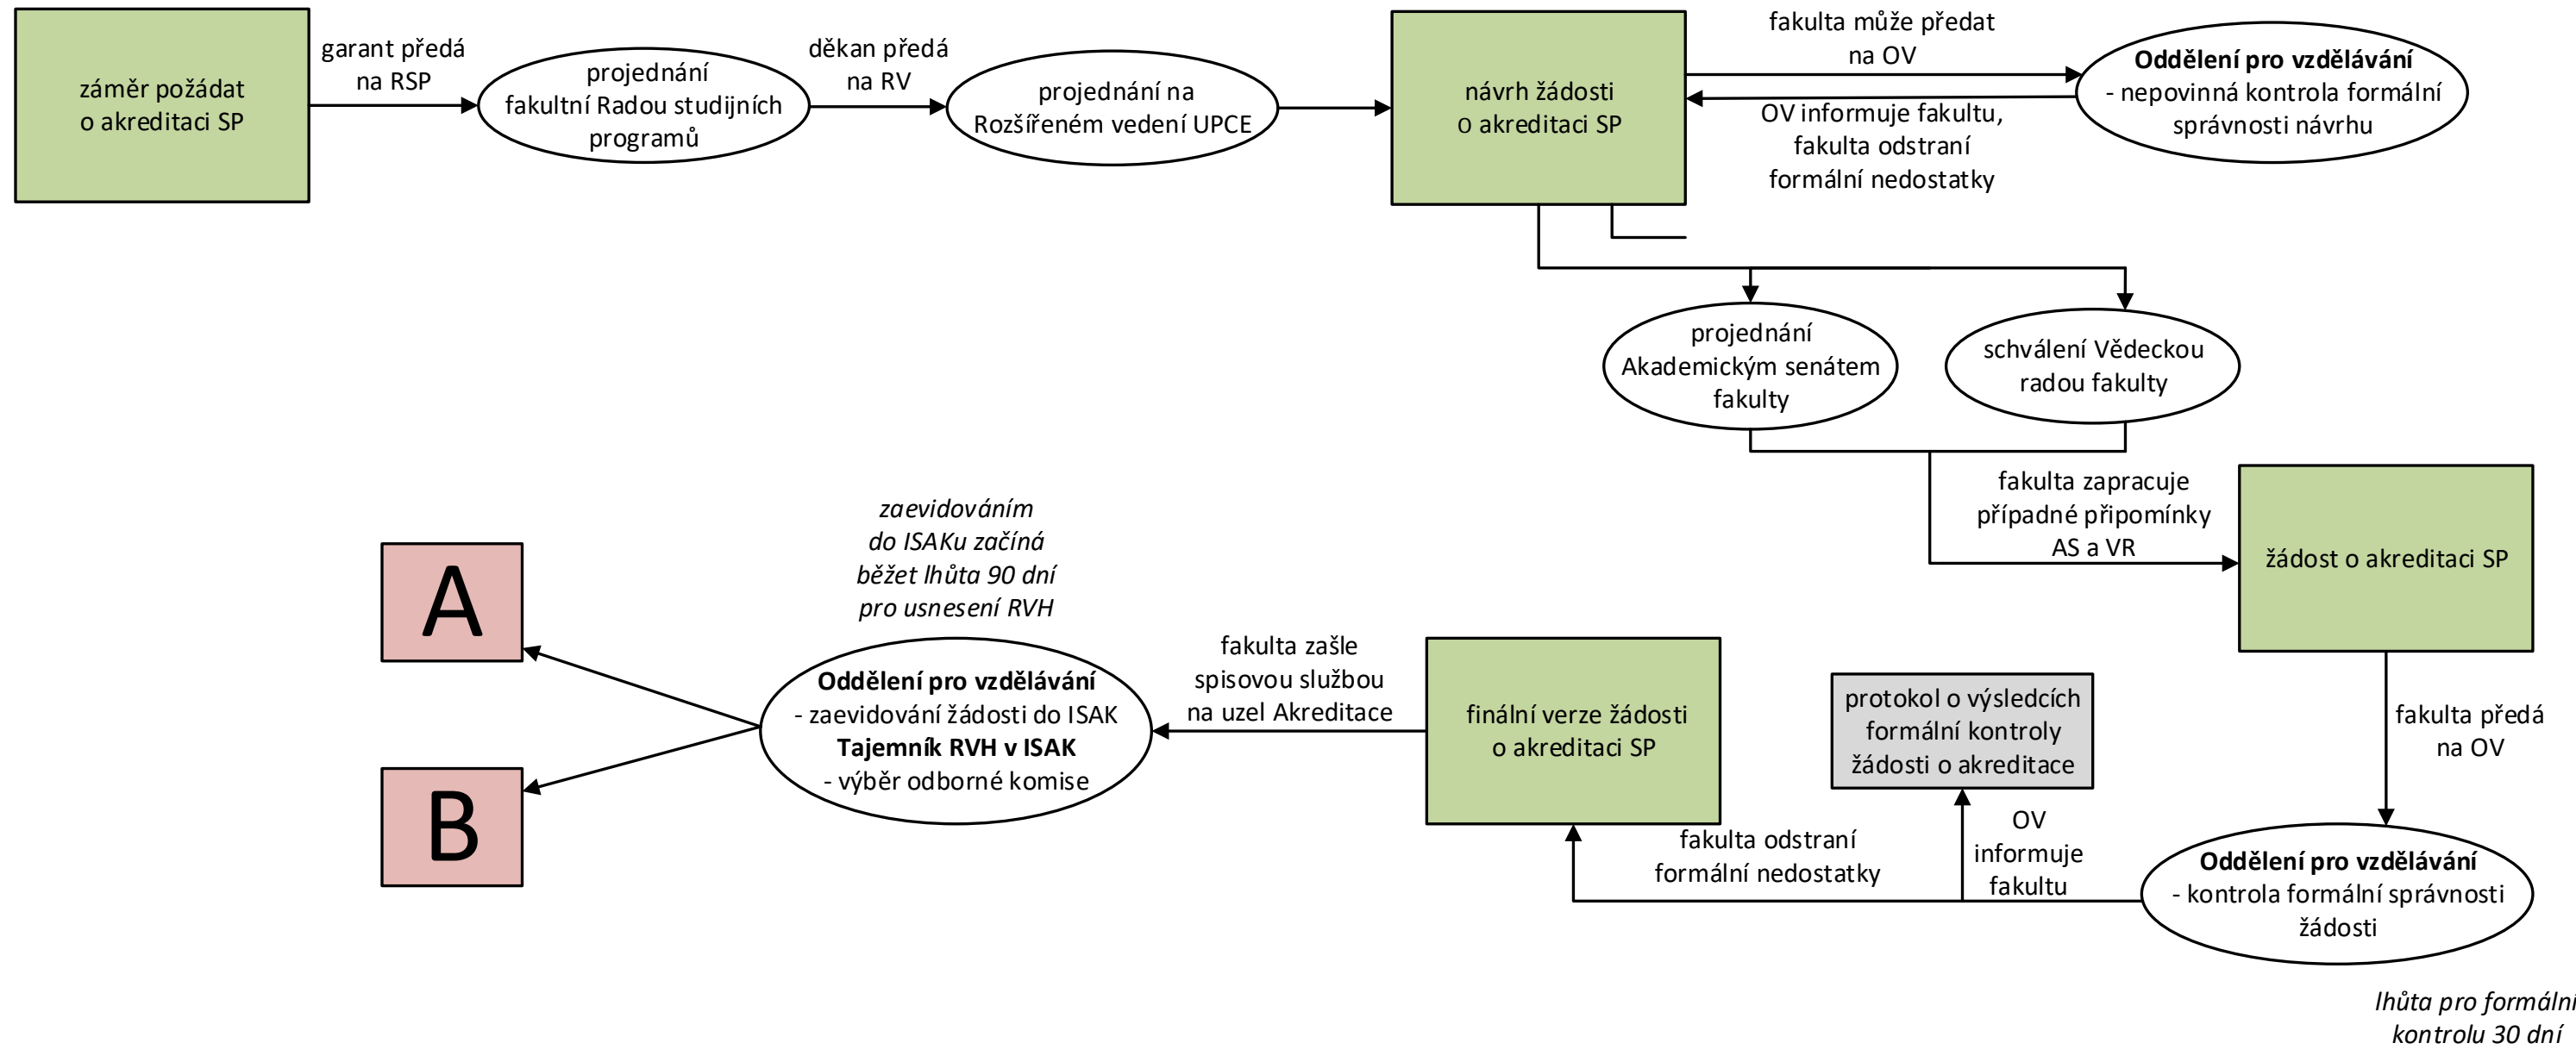 záměr požádat
o akreditaci SP
garant předá
na RSP
projednání
fakultní Radou studijních
programů
děkan předá
na RV
projednání na
Rozšířeném vedení UPCE
návrh žádosti
o akreditaci SP
fakulta může předat
na OV
OV informuje fakultu,
fakulta odstraní
formální nedostatky
Oddělení pro vzdělávání
- nepovinná kontrola formální
správnosti návrhu
projednání
Akademickým senátem
fakulty
schválení Vědeckou
radou fakulty
fakulta zapracuje
případné připomínky
AS a VR
žádost o akreditaci SP
fakulta předá
na OV
Oddělení pro vzdělávání
- kontrola formální správnosti
žádosti
lhůta pro formální
kontrolu 30 dní
OV
informuje
fakultu
protokol o výsledcích
formální kontroly
žádosti o akreditace
fakulta odstraní
formální nedostatky
finální verze žádosti
o akreditaci SP
fakulta zašle
spisovou službou
na uzel Akreditace
zaevidováním
do ISAKu začíná
běžet lhůta 90 dní
pro usnesení RVH
Oddělení pro vzdělávání
- zaevidování žádosti do ISAK
Tajemník RVH v ISAK
- výběr odborné komise
A
B